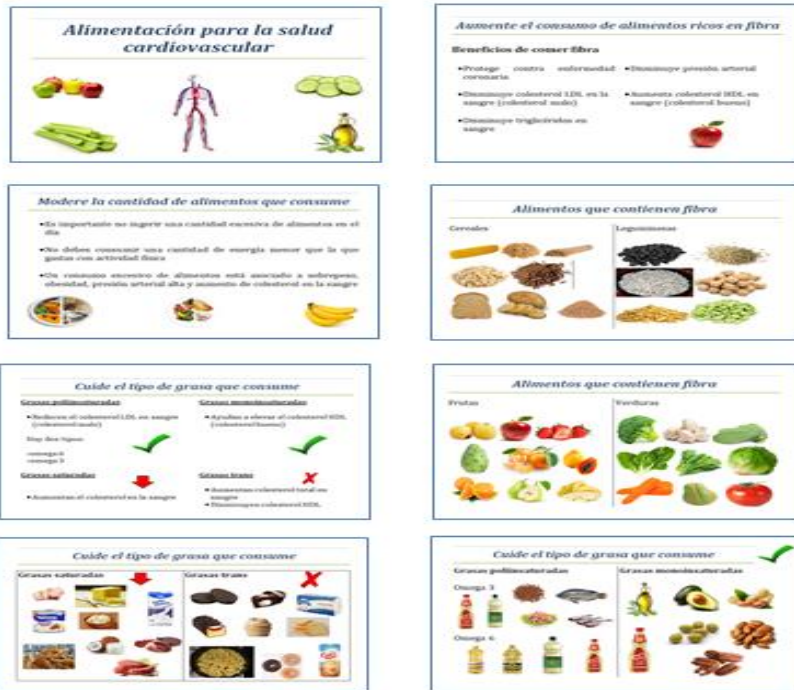 Alimentación para la salud
cardiovascular
Aumente el consumo de alimentos ricos en fibra
Beneficios de comer fibra
•Protege contra enfermedad
coronaria
•Disminuye colesterol LDL en la
sangre (colesterol malo)
•Disminuye triglicéridos en
sangre
•Disminuye presión arterial
•Aumenta colesterol HDL en
sangre (colesterol bueno)
Modere la cantidad de alimentos que consume
•Es importante no ingerir una cantidad excesiva de alimentos en el
día
•No debes consumir una cantidad de energía menor que la que
gastas con actividad física
•Un consumo excesivo de alimentos está asociado a sobrepeso,
obesidad, presión arterial alta y aumento de colesterol en la sangre
Alimentos que contienen fibra
Cereales
Leguminosas
Cuide el tipo de grasa que consume
Grasas poliinsaturadas
•Reducen el colesterol LDL en sangre
(colesterol malo)
Hay dos tipos:
-omega 6
-omega 3
Grasas monoinsaturadas
•Ayudan a elevar el colesterol HDL
(colesterol bueno)
Grasas saturadas
•Aumentan el colesterol en la sangre
Grasas trans
•Aumentan colesterol total en
sangre
•Disminuyen colesterol HDL
Alimentos que contienen fibra
Frutas
Verduras
Cuide el tipo de grasa que consume
Grasas saturadas
Grasas trans
Cuide el tipo de grasa que consume
Grasas poliinsaturadas
Omega 3
Omega 6
Grasas monoinsaturadas